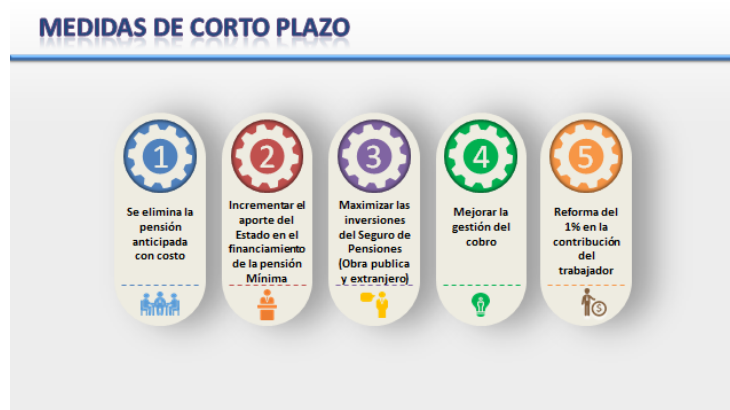 MEDIDAS DE CORTO PLAZO
1
Se elimina la
pensión
anticipada
con costo
2
Incrementar el
aporte del
Estado en el
financiamiento
de la pensión
Mínima
3
Maximizar las
inversiones
del Seguro de
Pensiones
(Obra publica
y extranjero)
4
Mejorar la
gestión del
cobro
5
Reforma del
1% en la
contribución
del
trabajador
$